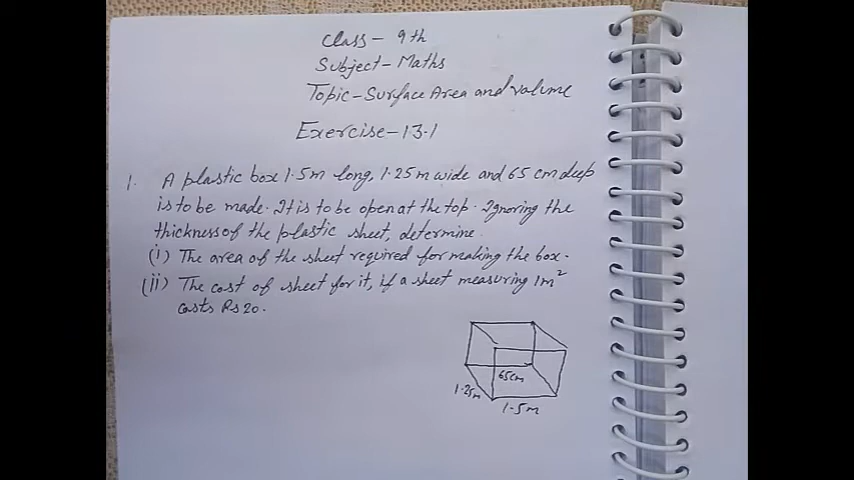 Class - 9th
Subject - Maths
Topic - Surface Area and valume
Exercise - 13.1
1. A plastic box 1.5m long, 1.25m wide and 65 cm deep
is to be made. It is to be open at the top. Ignoring the
thickness of the plastic sheet, determine.
(i) The area of the sheet required for making the box.
(ii) The cost of sheet for it, if a sheet measuring 1m²
costs Rs 20.
65cm
1.25m
1.5m